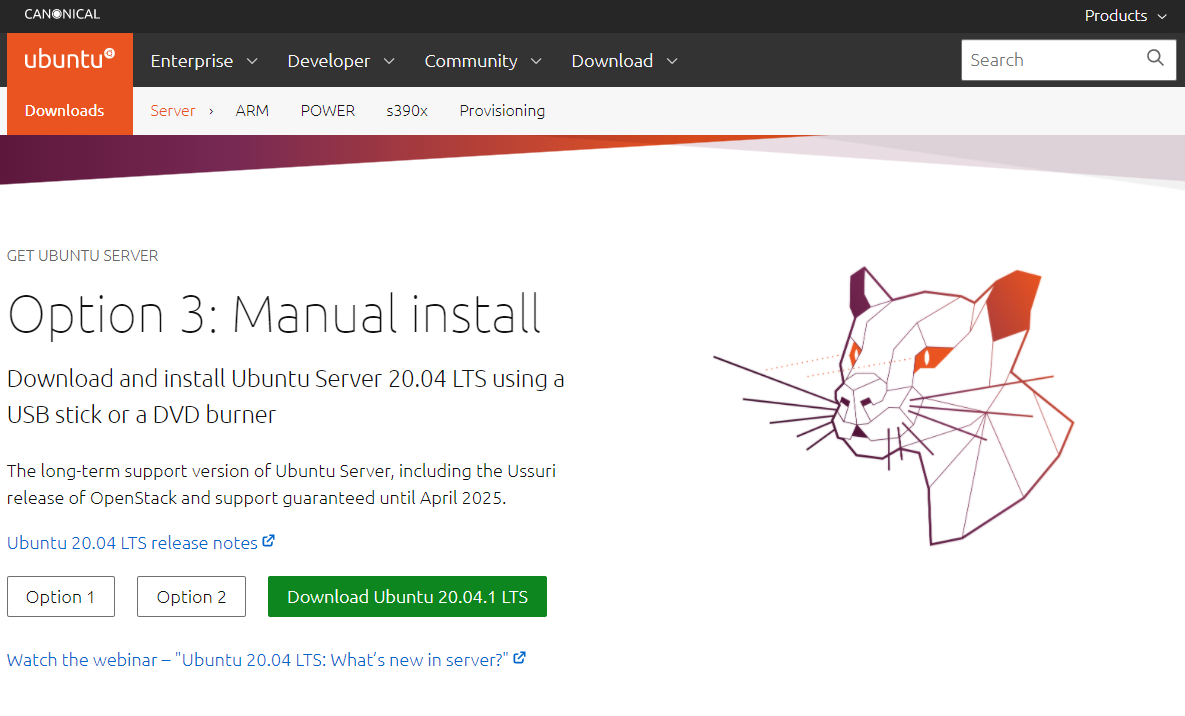 CANONICAL
Products
ubuntu
Enterprise
Developer
Community
Download
Search
Downloads
Server
ARM
POWER
s390x
Provisioning
GET UBUNTU SERVER
Option 3: Manual install
Download and install Ubuntu Server 20.04 LTS using a
USB stick or a DVD burner
The long-term support version of Ubuntu Server, including the Ussuri
release of OpenStack and support guaranteed until April 2025.
Ubuntu 20.04 LTS release notes
Option 1
Option 2
Download Ubuntu 20.04.1 LTS
Watch the webinar – "Ubuntu 20.04 LTS: What’s new in server?"